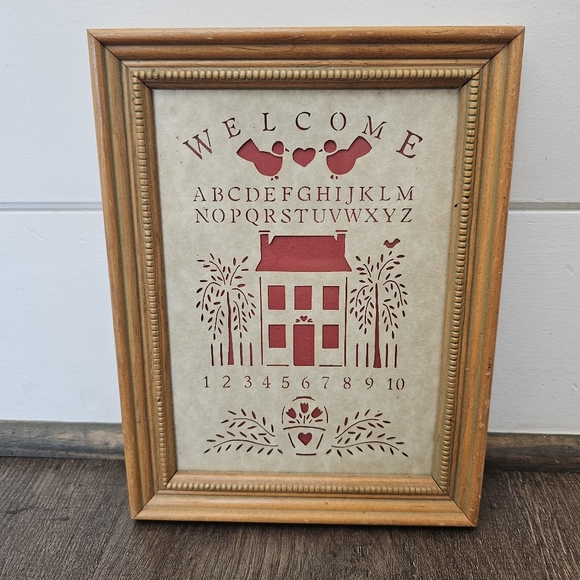 WELCOME
ABCDEFGHIJKLM
NOPQRSTUVWXYZ
1 2 3 4 5 6 7 8 9 10